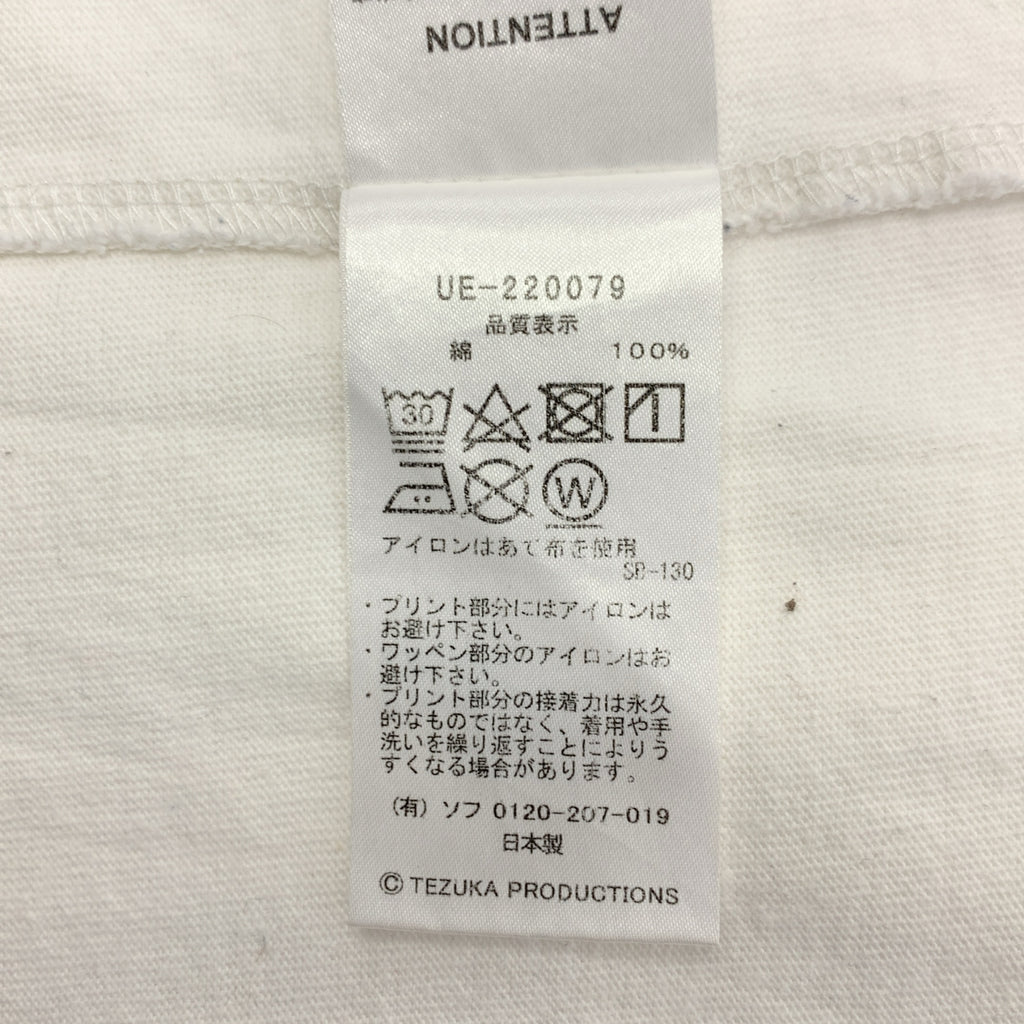 ATTENTION
UE-220079
品質表示
綿 100%
30
W
アイロンはあて布を使用
SB-130
・プリント部分にはアイロンは
お避け下さい。
・ワッペン部分のアイロンはお
避け下さい。
・プリント部分の接着力は永久
的なものではなく、着用や手
洗いを繰り返すことによりう
すくなる場合があります。
(有) ソフ 0120-207-019
日本製
© TEZUKA PRODUCTIONS